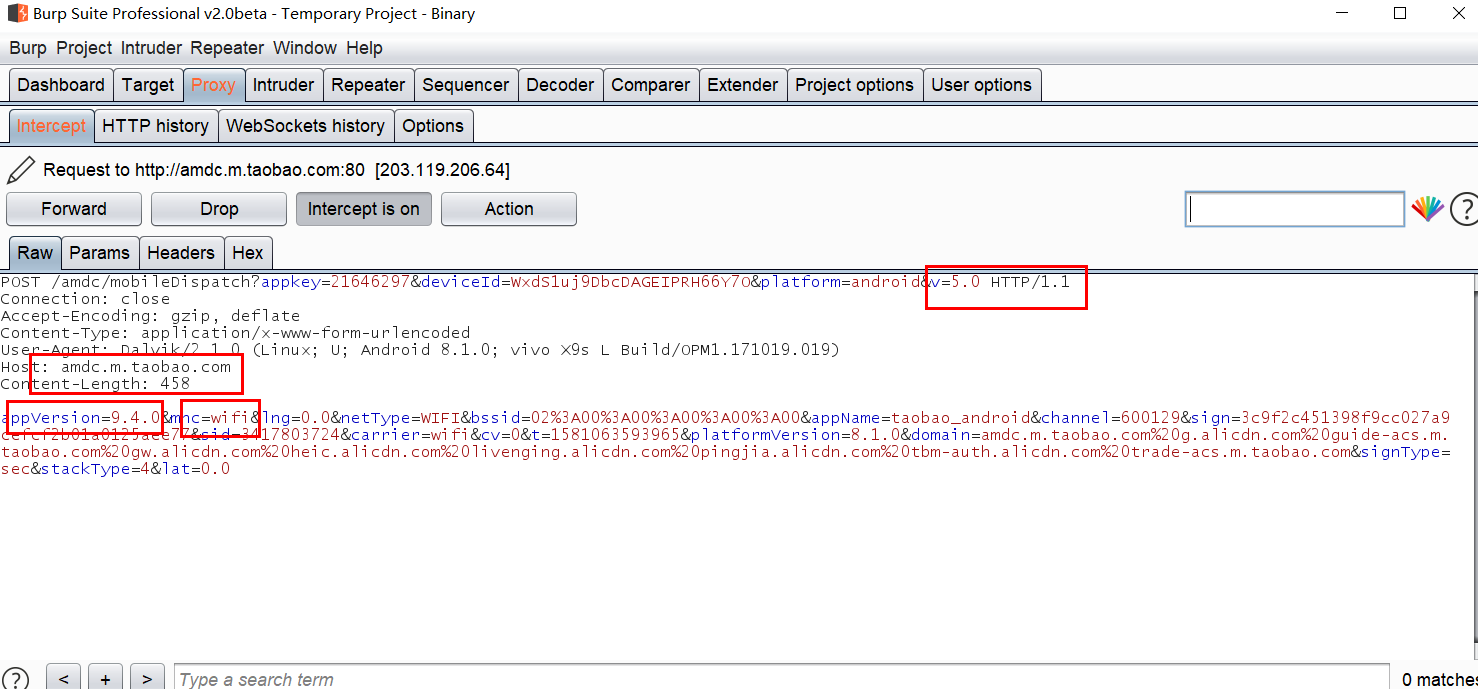 Burp Suite Professional v2.0beta - Temporary Project - Binary
Burp Project Intruder Repeater Window Help
Dashboard Target Proxy Intruder Repeater Sequencer Decoder Comparer Extender Project options User options
Intercept HTTP history WebSockets history Options
Request to http://amdc.m.taobao.com:80 [203.119.206.64]
Forward Drop Intercept is on Action
?
Raw Params Headers Hex
POST /amdc/mobileDispatch?appkey=21646297&deviceId=WxdS1uj9DbcDAGEIPRH66Y7O&platform=android&v=5.0 HTTP/1.1
Connection: close
Accept-Encoding: gzip, deflate
Content-Type: application/x-www-form-urlencoded
User-Agent: Dalvik/2.1.0 (Linux; U; Android 8.1.0; vivo X9s L Build/OPM1.171019.019)
Host: amdc.m.taobao.com
Content-Length: 458
appVersion=9.4.0&mnc=wifi&lng=0.0&netType=WIFI&bssid=02%3A00%3A00%3A00%3A00%3A00&appName=taobao_android&channel=600129&sign=3c9f2c451398f9cc027a9
cefcf2b01a0125aee77&sid=3417803724&carrier=wifi&cv=0&t=1581063593965&platformVersion=8.1.0&domain=amdc.m.taobao.com%20g.alicdn.com%20guide-acs.m.
taobao.com%20gw.alicdn.com%20heic.alicdn.com%20livenging.alicdn.com%20pingjia.alicdn.com%20tbm-auth.alicdn.com%20trade-acs.m.taobao.com&signType=
sec&stackType=4&lat=0.0
? < + > Type a search term 0 matches